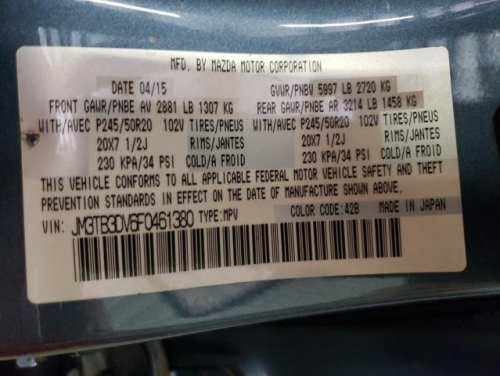 MFD. BY MAZDA MOTOR CORPORATION
DATE 04/15 GVWR/PNBV 5997 LB 2720 KG
FRONT GAWR/PNBE AV 2881 LB 1307 KG REAR GAWR/PNBE AR 3214 LB 1458 KG
WITH/AVEC P245/50R20 102V TIRES/PNEUS WITH/AVEC P245/50R20 102V TIRES/PNEUS
20X7 1/2J RIMS/JANTES 20X7 1/2J RIMS/JANTES
230 KPA/34 PSI COLD/A FROID 230 KPA/34 PSI COLD/A FROID
THIS VEHICLE CONFORMS TO ALL APPLICABLE FEDERAL MOTOR VEHICLE SAFETY AND THEFT
PREVENTION STANDARDS IN EFFECT ON THE DATE OF MANUFACTURE SHOWN ABOVE.
VIN: JM3TB3DV6F0461380 TYPE:MPV COLOR CODE:42B MADE IN JAPAN